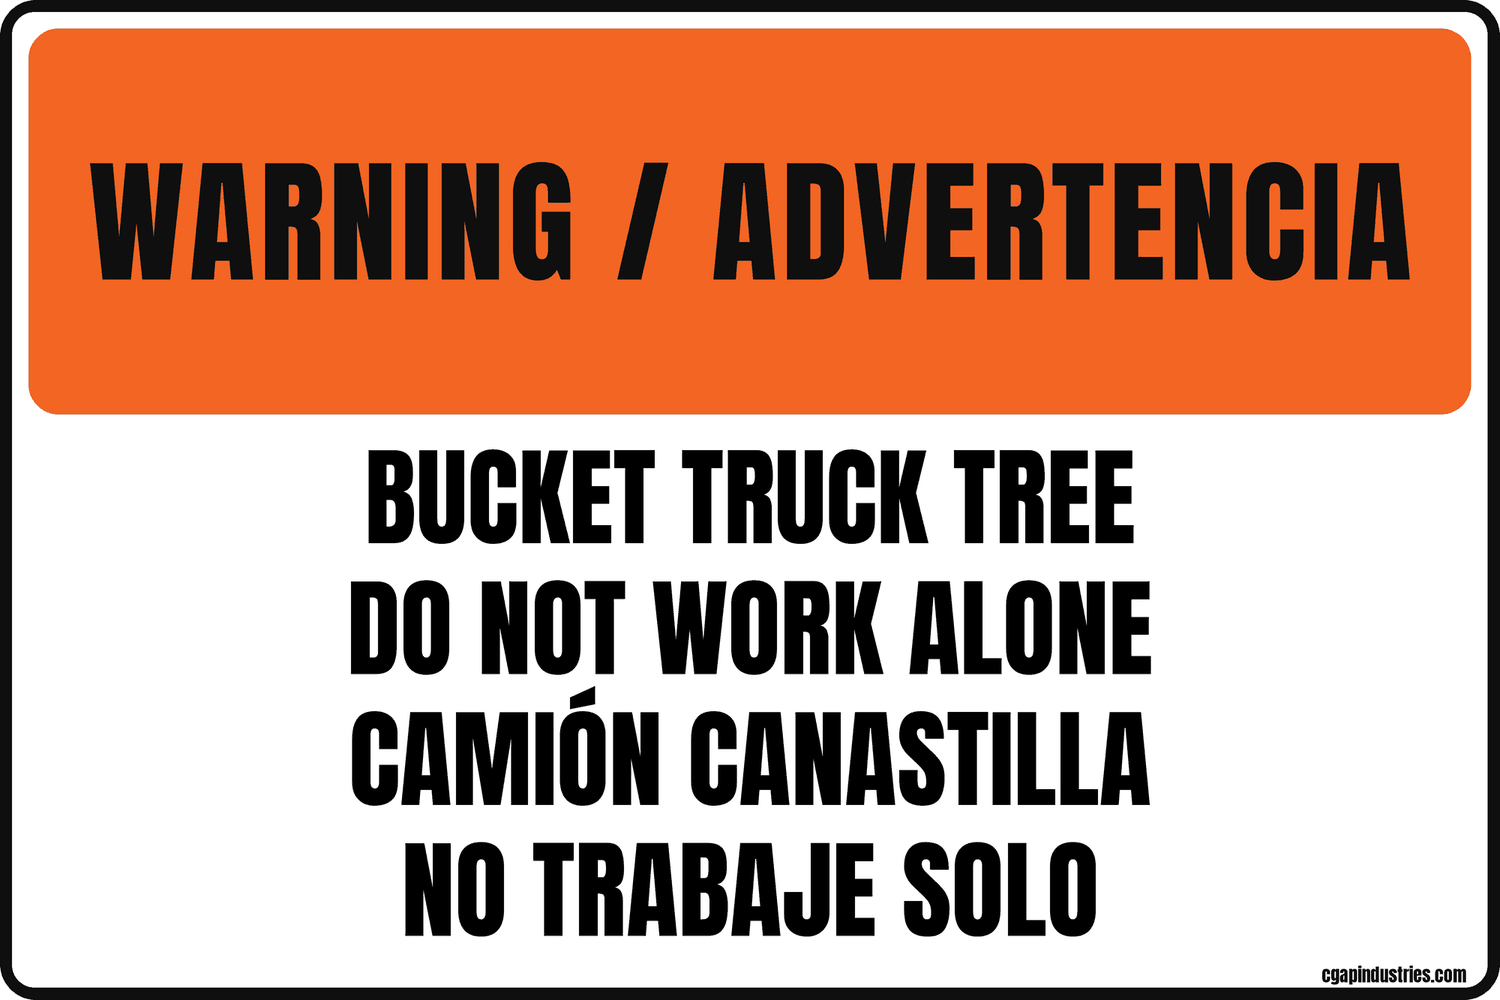 WARNING / ADVERTENCIA
BUCKET TRUCK TREE
DO NOT WORK ALONE
CAMIÓN CANASTILLA
NO TRABAJE SOLO
cgapindustries.com